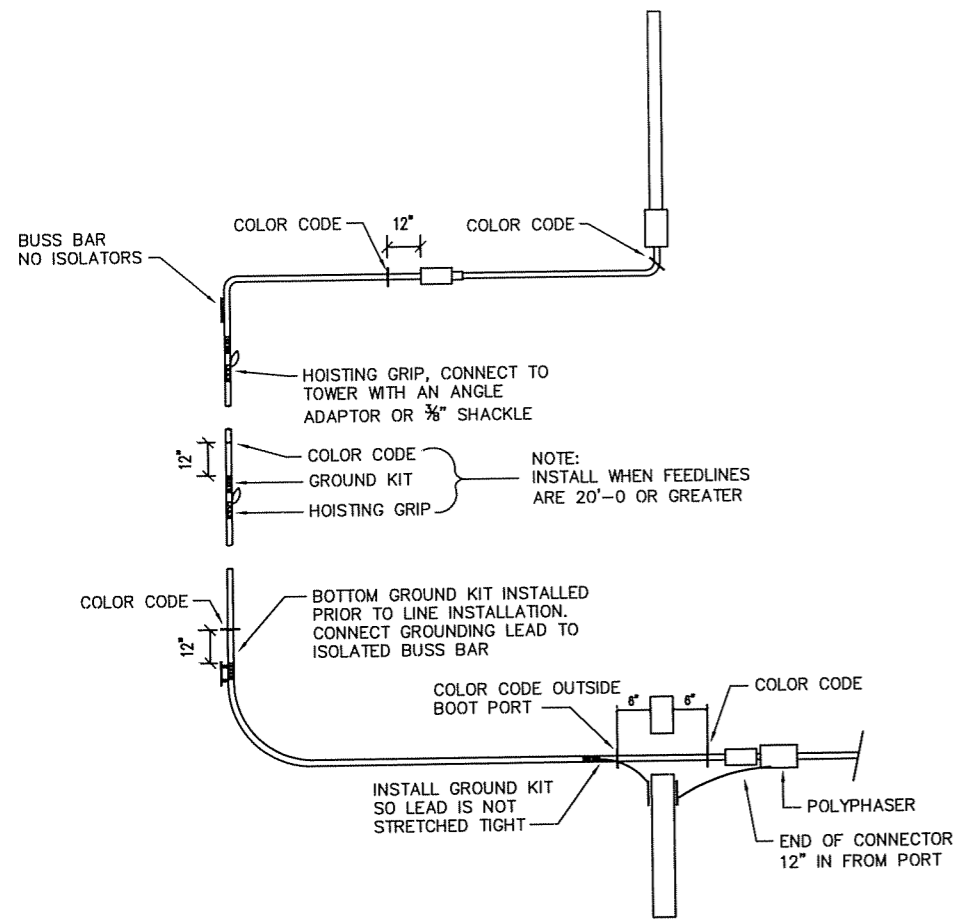 COLOR CODE
12"
COLOR CODE
BUSS BAR
NO ISOLATORS
HOISTING GRIP, CONNECT TO
TOWER WITH AN ANGLE
ADAPTOR OR ⅜" SHACKLE
12"
COLOR CODE
GROUND KIT
HOISTING GRIP
NOTE:
INSTALL WHEN FEEDLINES
ARE 20'-0 OR GREATER
COLOR CODE
12"
BOTTOM GROUND KIT INSTALLED
PRIOR TO LINE INSTALLATION.
CONNECT GROUNDING LEAD TO
ISOLATED BUSS BAR
COLOR CODE OUTSIDE
BOOT PORT
6"
6"
COLOR CODE
INSTALL GROUND KIT
SO LEAD IS NOT
STRETCHED TIGHT
POLYPHASER
END OF CONNECTOR
12" IN FROM PORT